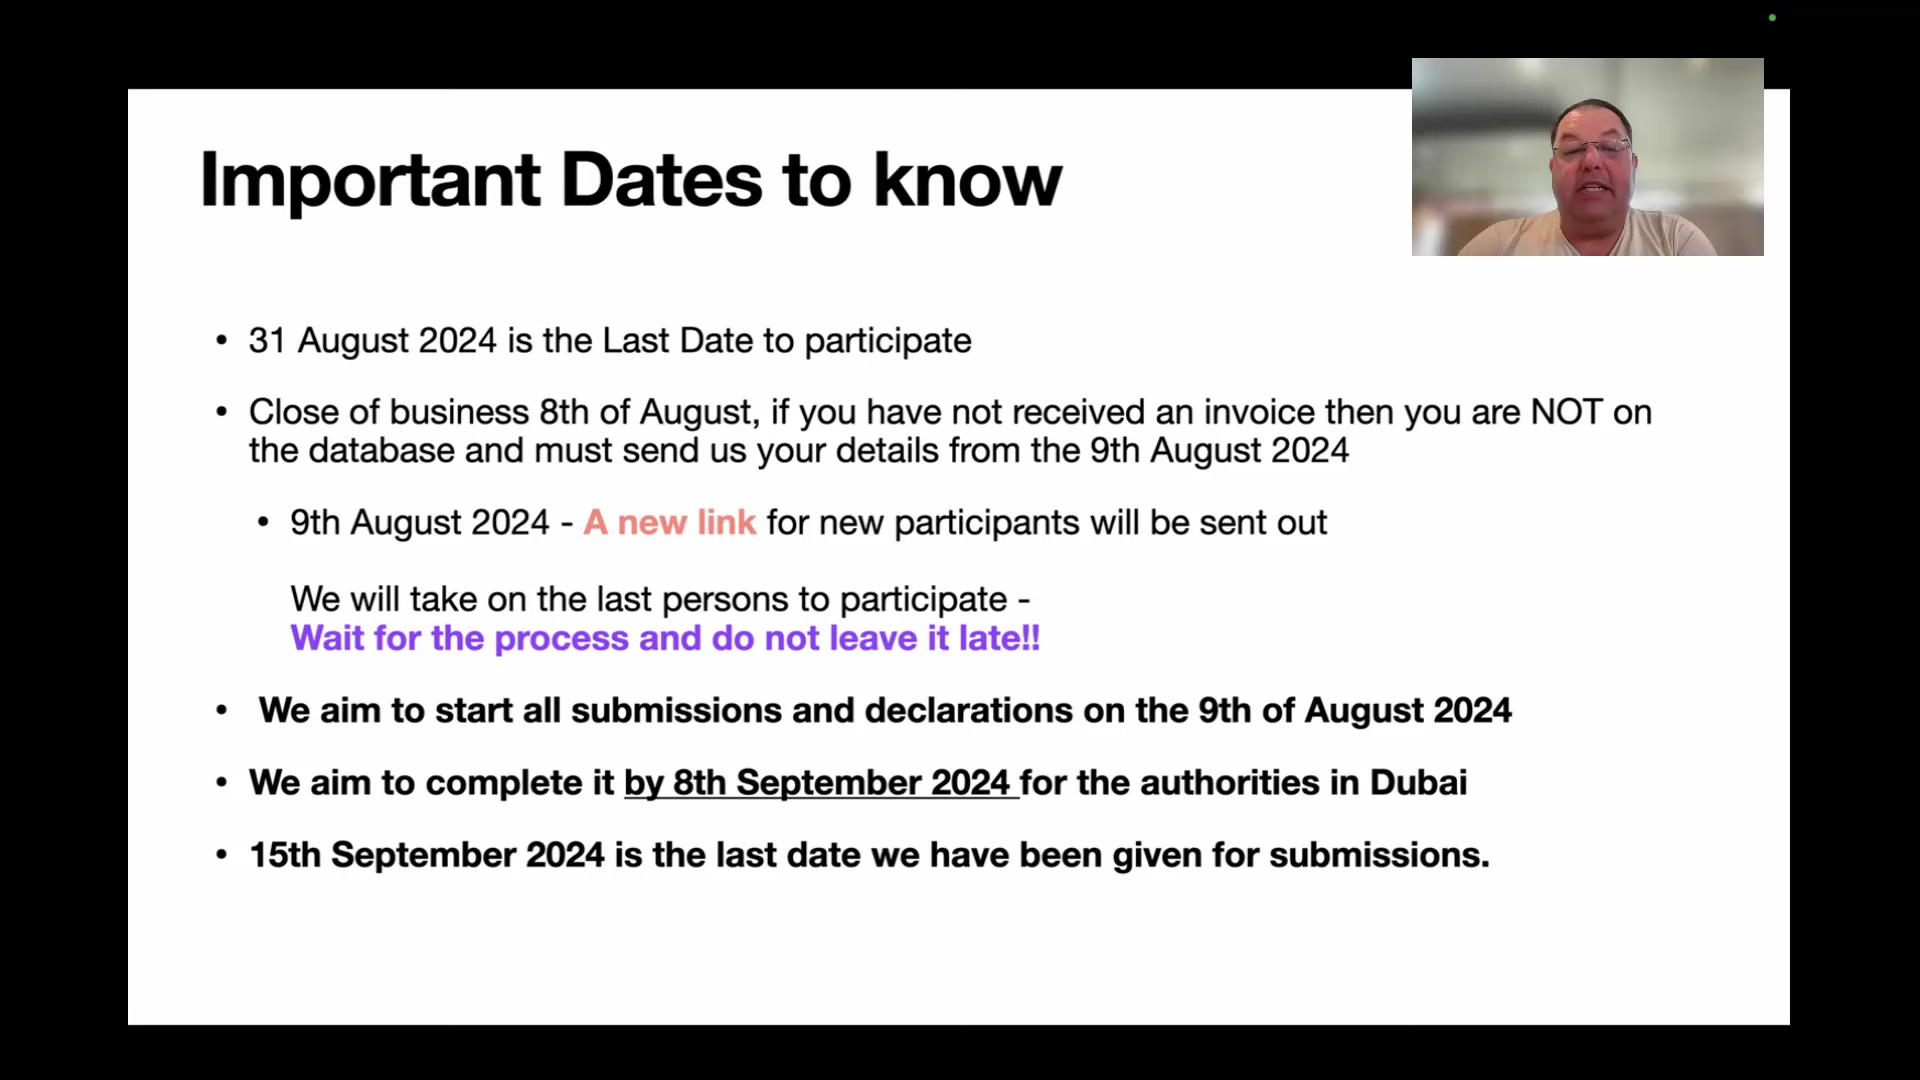 Important Dates to know
• 31 August 2024 is the Last Date to participate
• Close of business 8th of August, if you have not received an invoice then you are NOT on
the database and must send us your details from the 9th August 2024
• 9th August 2024 - A new link for new participants will be sent out
We will take on the last persons to participate -
Wait for the process and do not leave it late!!
• We aim to start all submissions and declarations on the 9th of August 2024
• We aim to complete it by 8th September 2024 for the authorities in Dubai
• 15th September 2024 is the last date we have been given for submissions.